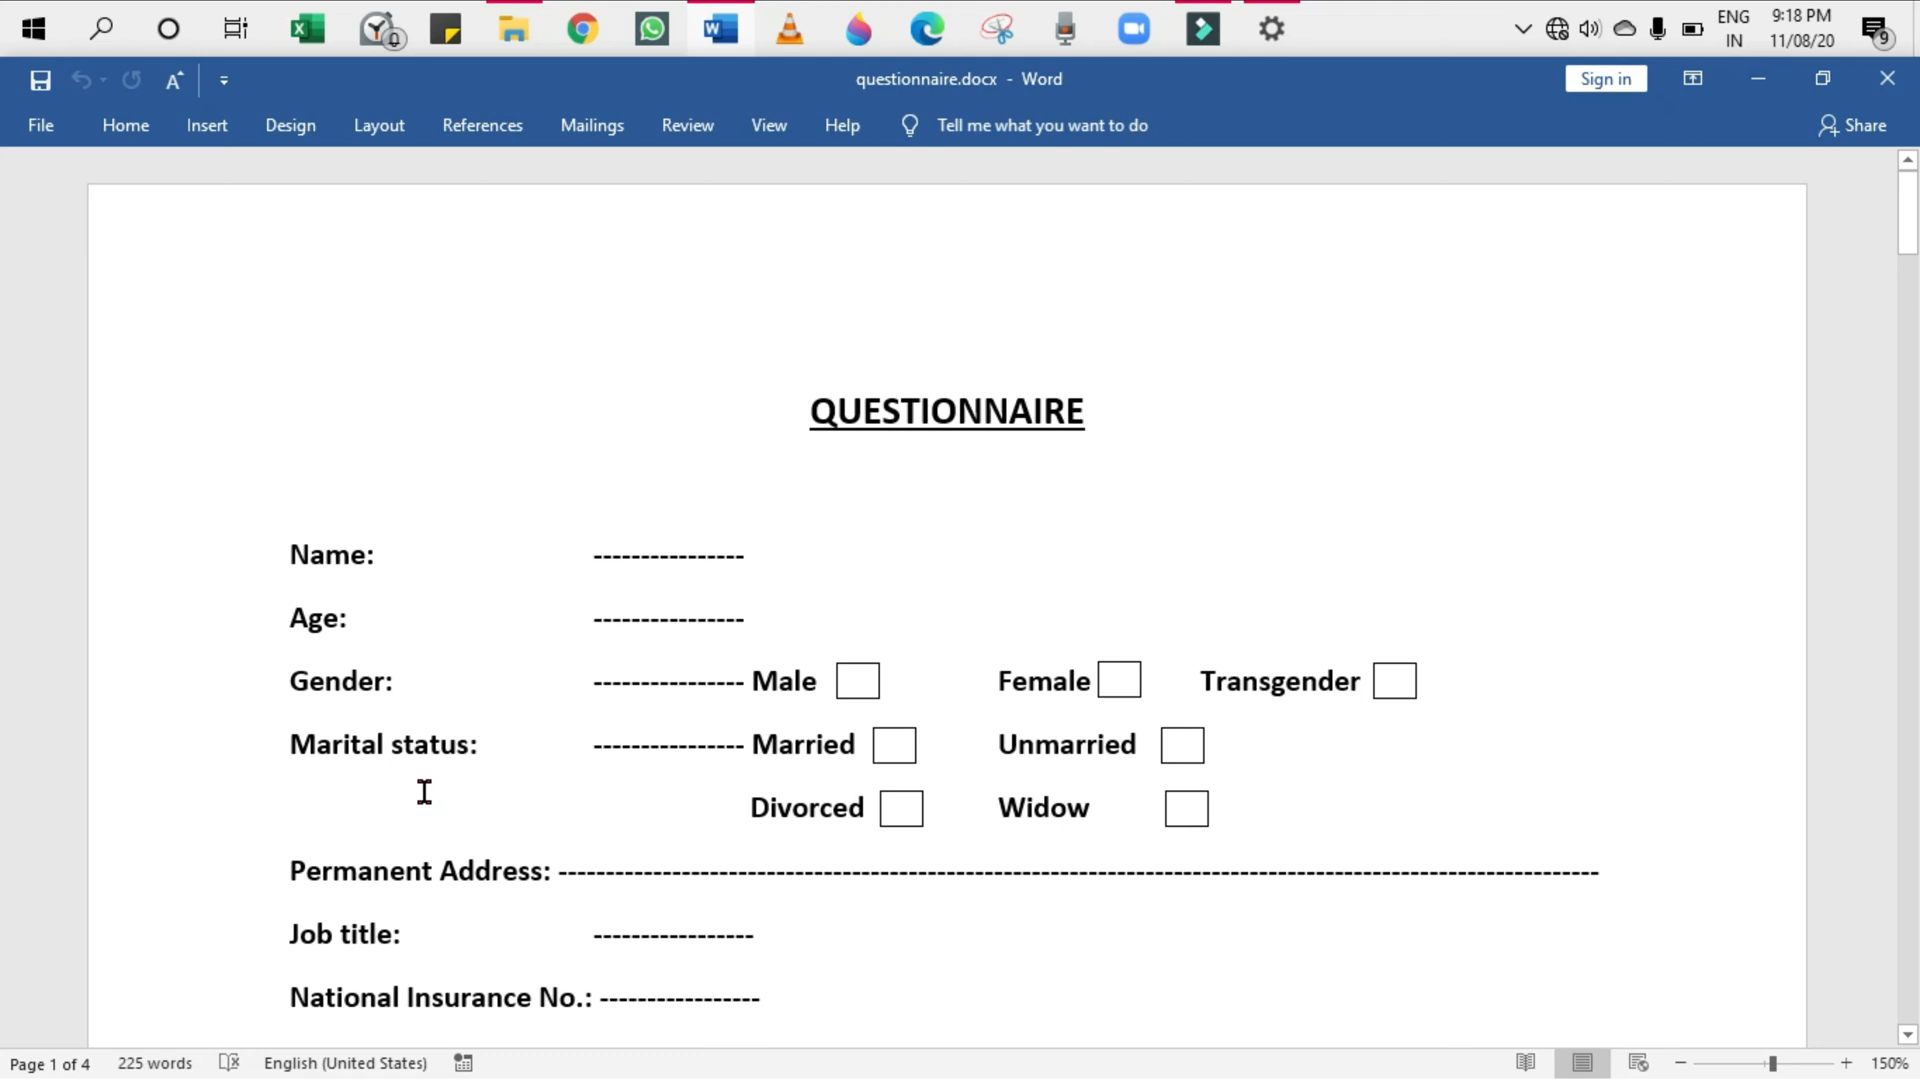 ENG 9:18 PM
IN 11/08/20 9
questionnaire.docx - Word Sign in
File Home Insert Design Layout References Mailings Review View Help Tell me what you want to do Share
QUESTIONNAIRE
Name: ----------------
Age: ----------------
Gender: ---------------- Male Female Transgender
Marital status: ---------------- Married Unmarried
Divorced Widow
Permanent Address: ---------------------------------------------------------------------------------------------------------------
Job title: -----------------
National Insurance No.: -----------------
Page 1 of 4 225 words English (United States) 150%